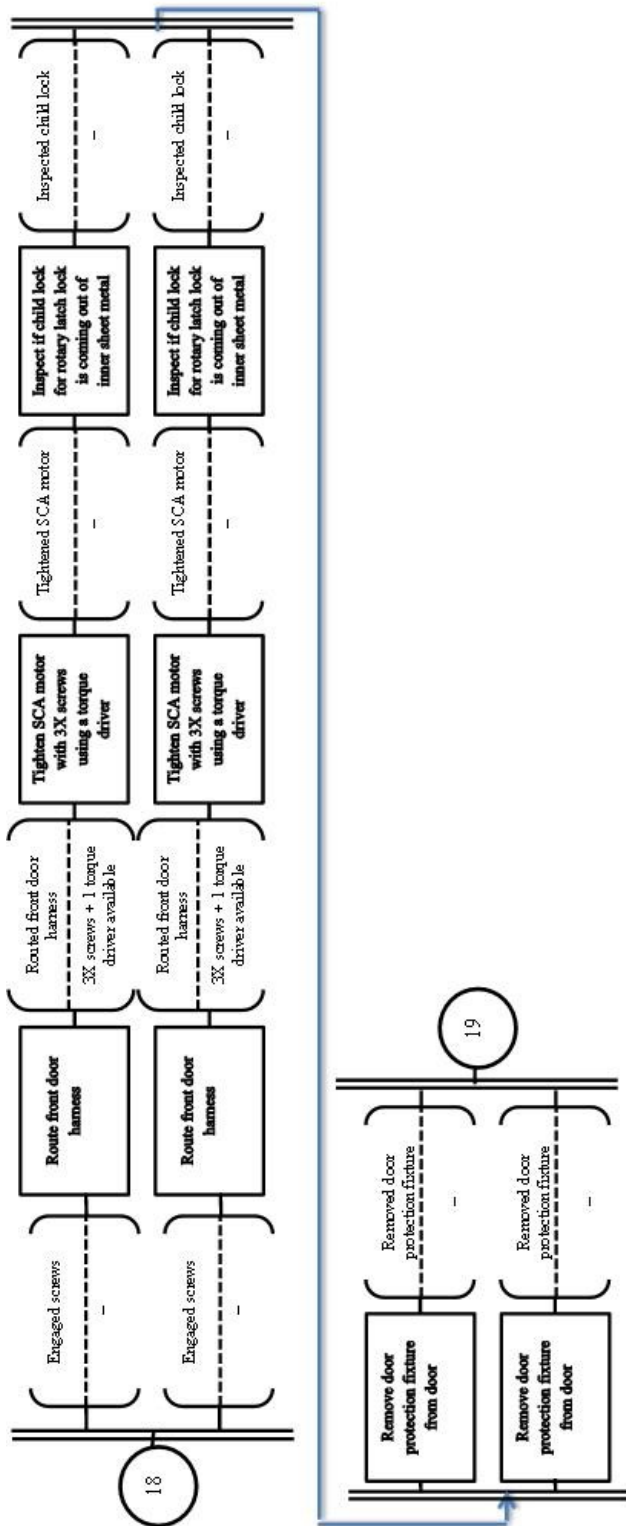 18
Engaged screws
–
Route front door
harness
Routed front door
harness
3X screws + 1 torque
driver available
Tighten SCA motor
with 3X screws
using a torque
driver
Tightened SCA motor
–
Inspect if child lock
for rotary latch lock
is coming out of
inner sheet metal
Inspected child lock
–
Engaged screws
–
Route front door
harness
Routed front door
harness
3X screws + 1 torque
driver available
Tighten SCA motor
with 3X screws
using a torque
driver
Tightened SCA motor
–
Inspect if child lock
for rotary latch lock
is coming out of
inner sheet metal
Inspected child lock
–
Remove door
protection fixture
from door
Removed door
protection fixture
–
Remove door
protection fixture
from door
Removed door
protection fixture
–
19